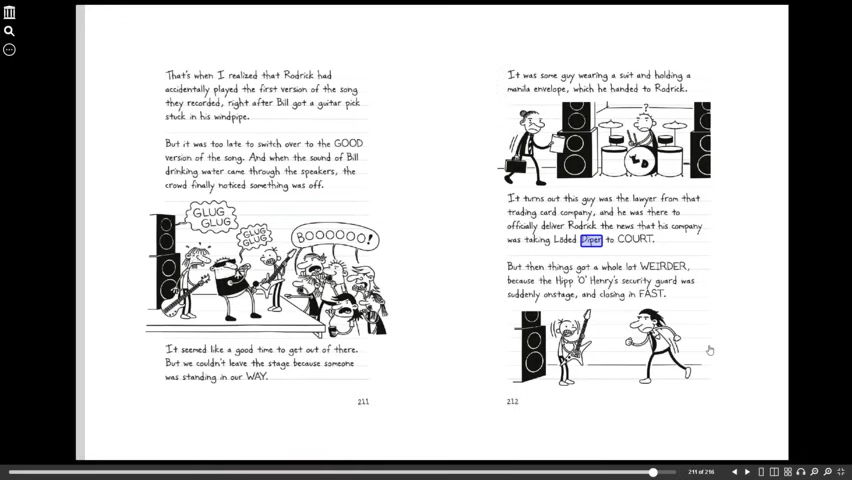 That's when I realized that Rodrick had
accidentally played the first version of the song
they recorded, right after Bill got a guitar pick
stuck in his windpipe.
But it was too late to switch over to the GOOD
version of the song. And when the sound of Bill
drinking water came through the speakers, the
crowd finally noticed something was off.
GLUG
GLUG
GLUG
GLUG
BOOOOOO!
It seemed like a good time to get out of there.
But we couldn't leave the stage because someone
was standing in our WAY.
211
It was some guy wearing a suit and holding a
manila envelope, which he handed to Rodrick.
?
LD
It turns out this guy was the lawyer from that
trading card company, and he was there to
officially deliver Rodrick the news that his company
was taking Löded Diper to COURT.
But then things got a whole lot WEIRDER,
because the Hipp 'O' Henry's security guard was
suddenly onstage, and closing in FAST.
212
211 of 216